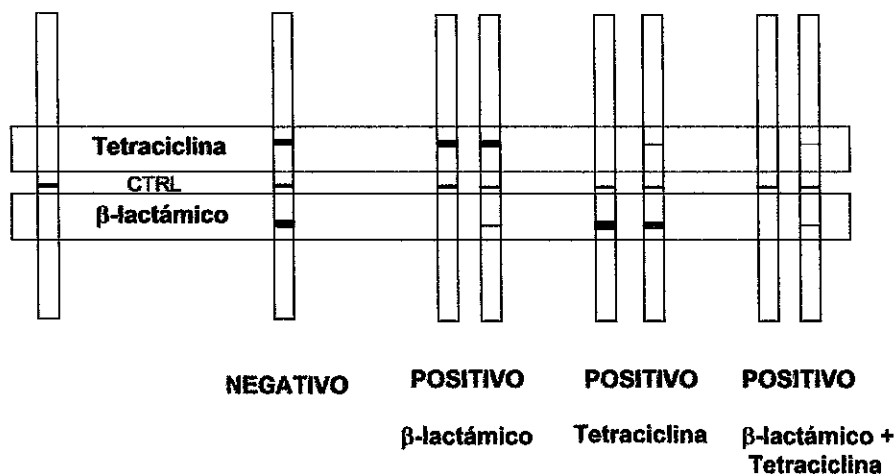 Tetraciclina
CTRL
β-lactámico
NEGATIVO
POSITIVO
β-lactámico
POSITIVO
Tetraciclina
POSITIVO
β-lactámico +
Tetraciclina